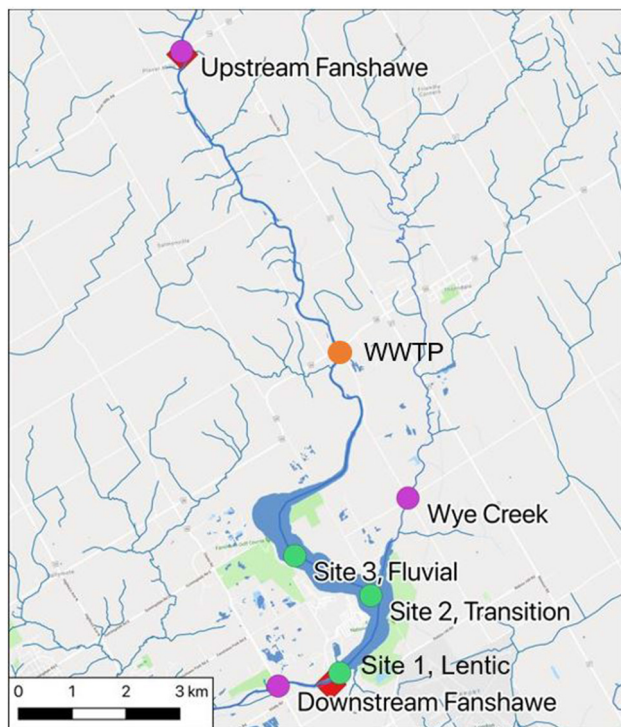 Upstream Fanshawe
WWTP
Wye Creek
Site 3, Fluvial
Site 2, Transition
Site 1, Lentic
Downstream Fanshawe
0 1 2 3 km